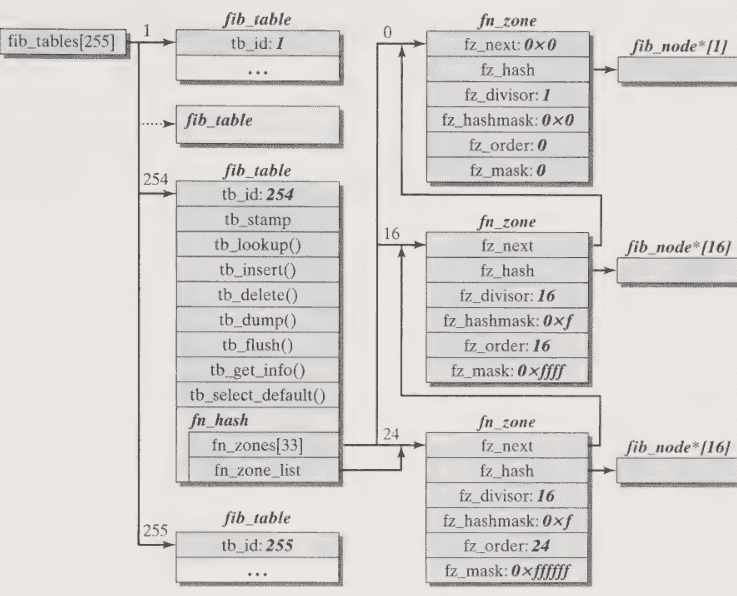 fib_tables[255]
1
fib_table
tb_id: 1
...
fib_table
254
fib_table
tb_id: 254
tb_stamp
tb_lookup()
tb_insert()
tb_delete()
tb_dump()
tb_flush()
tb_get_info()
tb_select_default()
fn_hash
fn_zones[33]
fn_zone_list
255
fib_table
tb_id: 255
...
0
fn_zone
fz_next: 0×0
fz_hash
fz_divisor: 1
fz_hashmask: 0×0
fz_order: 0
fz_mask: 0
fib_node*[1]
16
fn_zone
fz_next
fz_hash
fz_divisor: 16
fz_hashmask: 0×f
fz_order: 16
fz_mask: 0×ffff
fib_node*[16]
24
fn_zone
fz_next
fz_hash
fz_divisor: 16
fz_hashmask: 0×f
fz_order: 24
fz_mask: 0×ffffff
fib_node*[16]